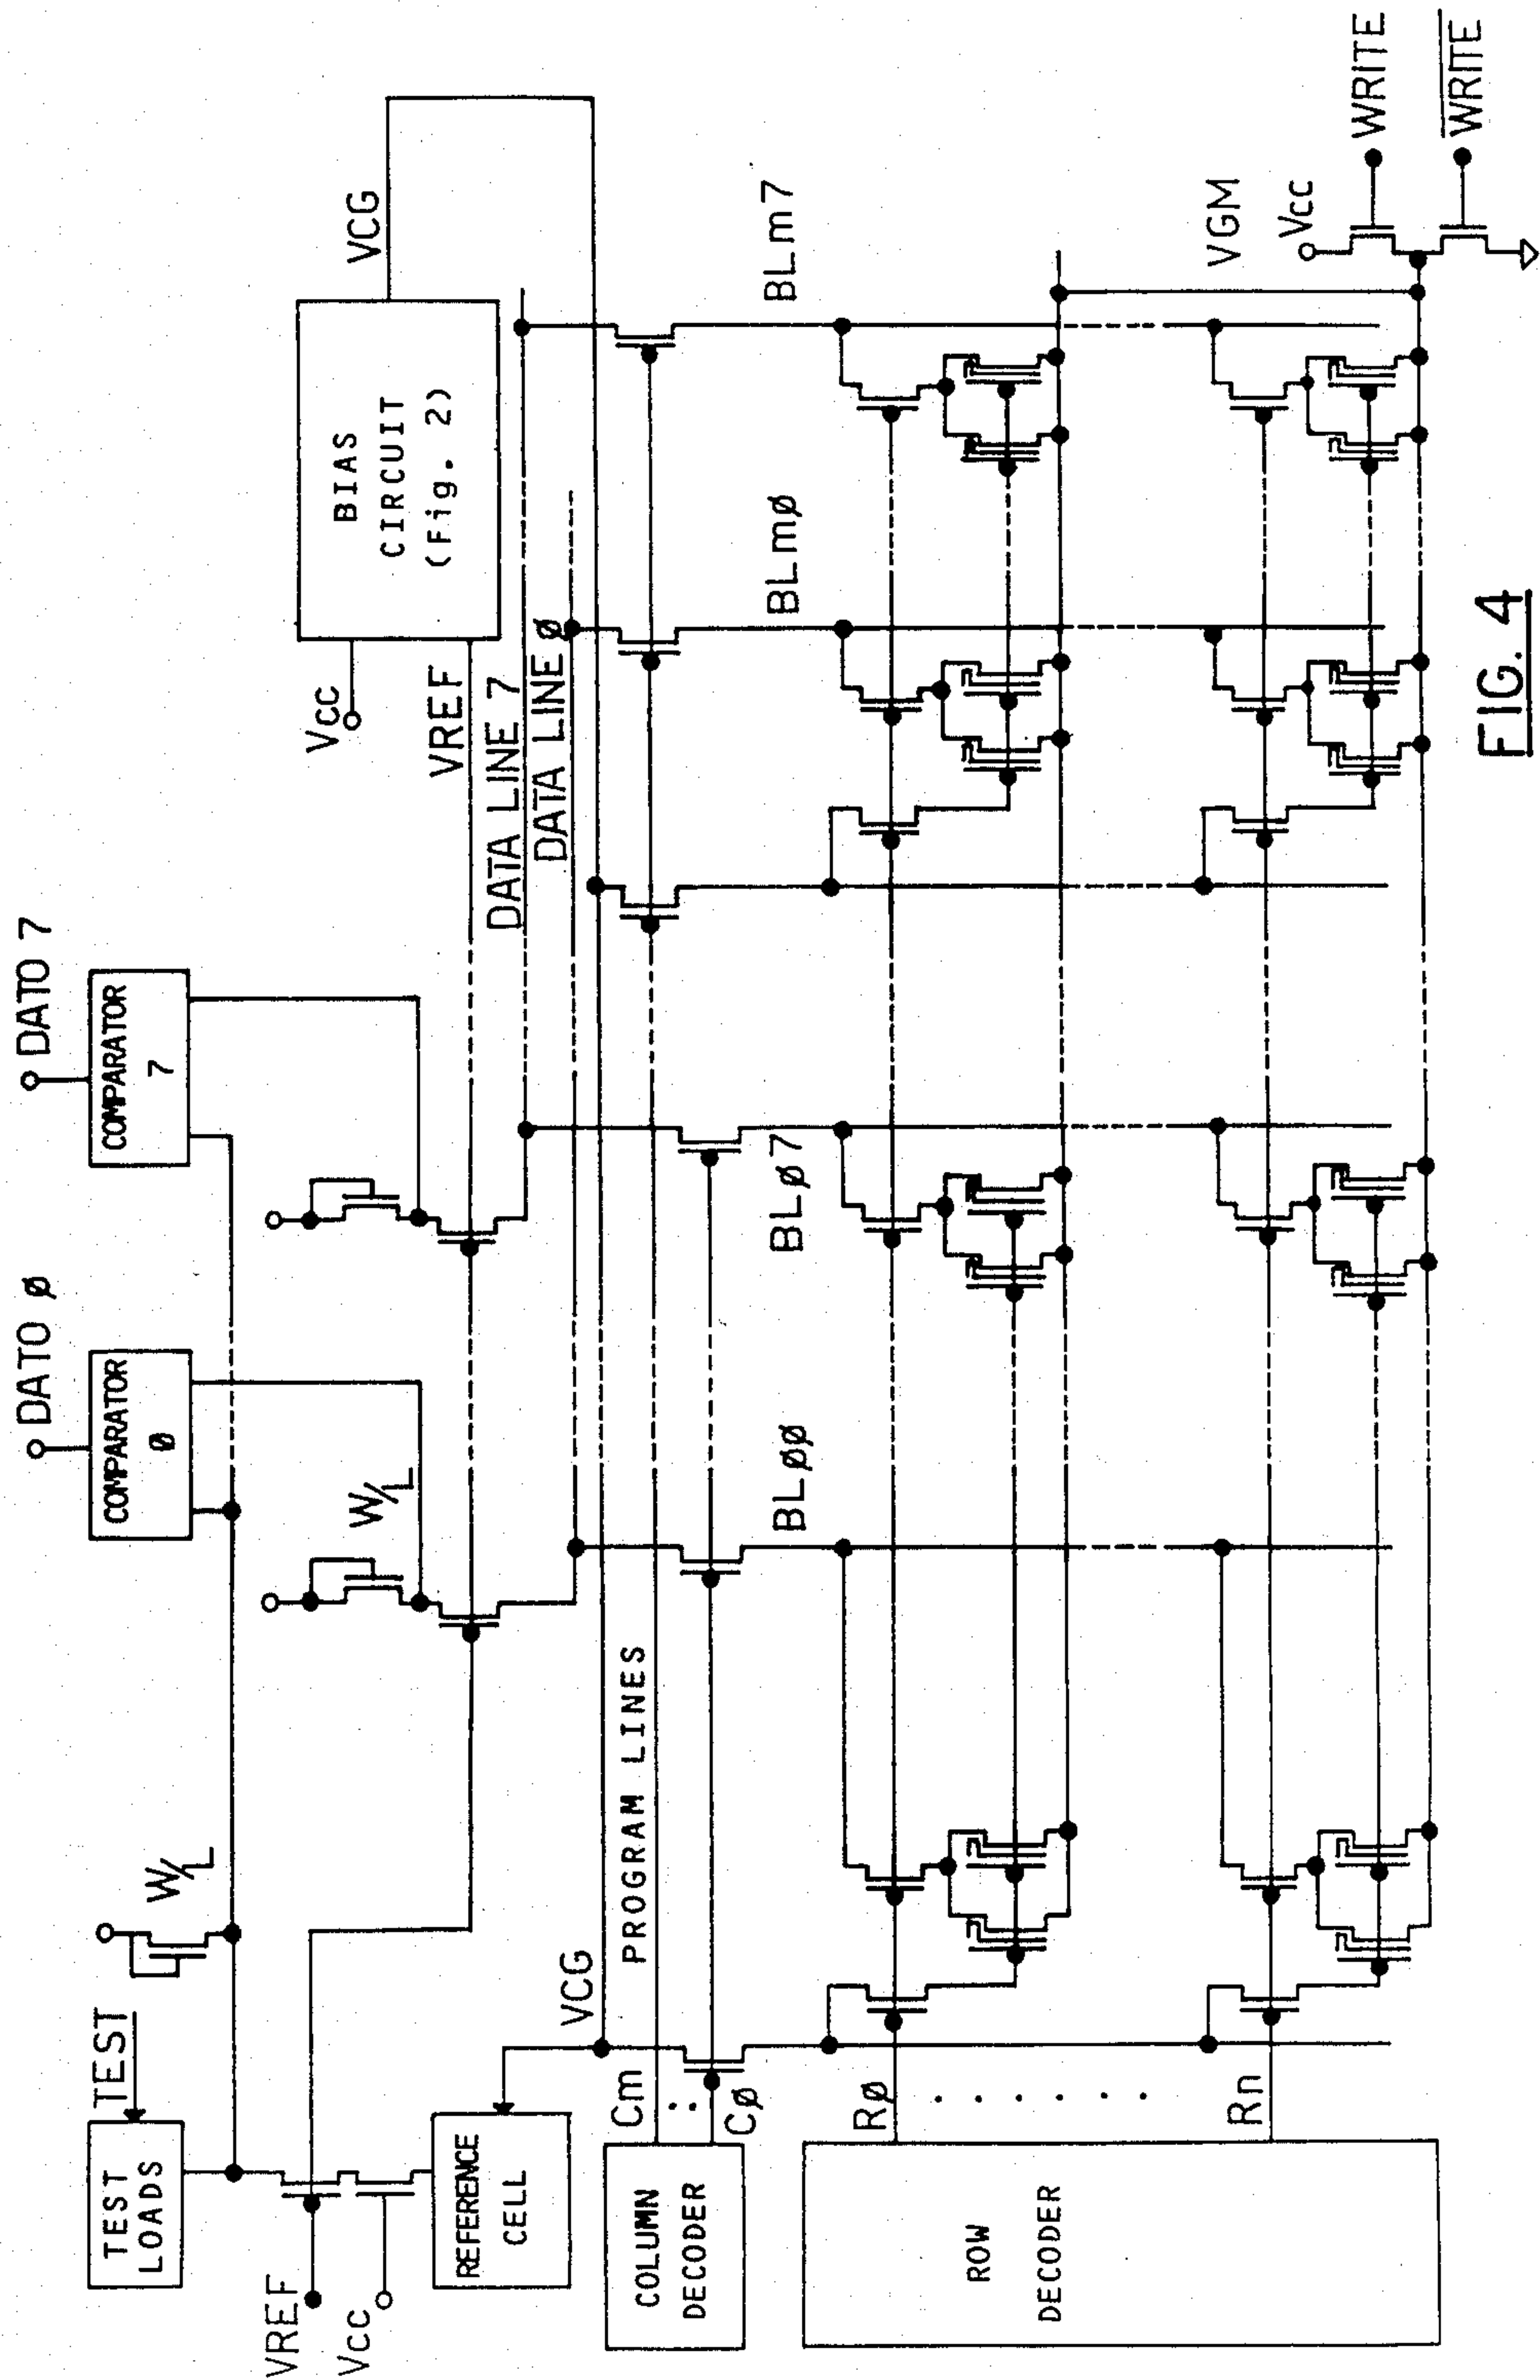 DATO Ø
DATO 7
COMPARATOR
Ø
COMPARATOR
7
TEST
TEST
LOADS
W/L
W/L
VREF
Vcc
REFERENCE
CELL
VCG
Vcc
BIAS
CIRCUIT
(Fig. 2)
VCG
VREF
DATA LINE 7
DATA LINE Ø
PROGRAM LINES
COLUMN
DECODER
Cm
:
CØ
BLØØ
BLØ7
BLmØ
BLm7
ROW
DECODER
RØ
. . . . . .
Rn
VGM
Vcc
WRITE
WRITE
FIG. 4